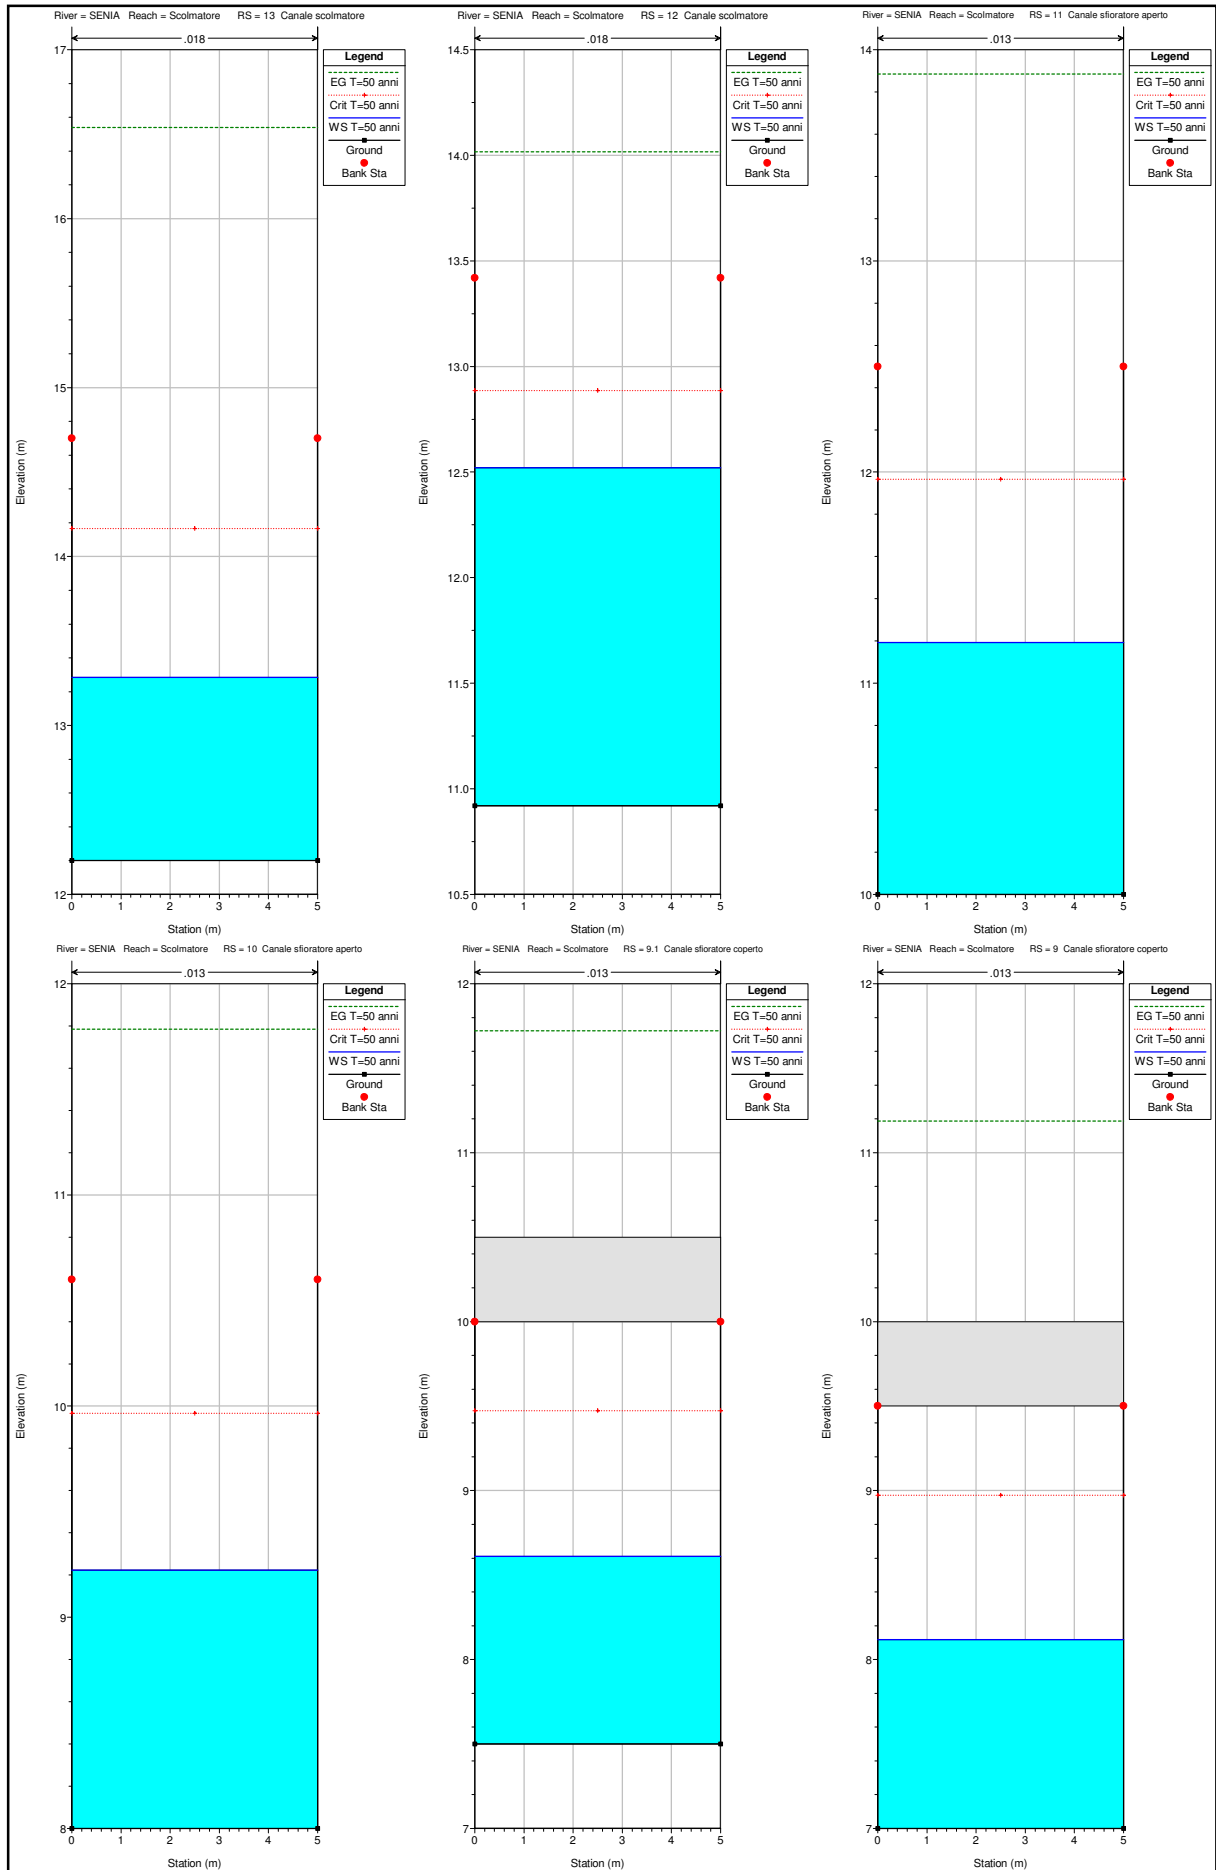 River = SENIA Reach = Scolmatore RS = 13 Canale scolmatore
.018
17
16
15
14
13
12
0 1 2 3 4 5
Elevation (m)
Station (m)
Legend
EG T=50 anni
Crit T=50 anni
WS T=50 anni
Ground
Bank Sta
River = SENIA Reach = Scolmatore RS = 12 Canale scolmatore
.018
14.5
14.0
13.5
13.0
12.5
12.0
11.5
11.0
10.5
0 1 2 3 4 5
Elevation (m)
Station (m)
Legend
EG T=50 anni
Crit T=50 anni
WS T=50 anni
Ground
Bank Sta
River = SENIA Reach = Scolmatore RS = 11 Canale sfioratore aperto
.013
14
13
12
11
10
0 1 2 3 4 5
Elevation (m)
Station (m)
Legend
EG T=50 anni
Crit T=50 anni
WS T=50 anni
Ground
Bank Sta
River = SENIA Reach = Scolmatore RS = 10 Canale sfioratore aperto
.013
12
11
10
9
8
0 1 2 3 4 5
Elevation (m)
Station (m)
Legend
EG T=50 anni
Crit T=50 anni
WS T=50 anni
Ground
Bank Sta
River = SENIA Reach = Scolmatore RS = 9.1 Canale sfioratore coperto
.013
12
11
10
9
8
7
0 1 2 3 4 5
Elevation (m)
Station (m)
Legend
EG T=50 anni
Crit T=50 anni
WS T=50 anni
Ground
Bank Sta
River = SENIA Reach = Scolmatore RS = 9 Canale sfioratore coperto
.013
12
11
10
9
8
7
0 1 2 3 4 5
Elevation (m)
Station (m)
Legend
EG T=50 anni
Crit T=50 anni
WS T=50 anni
Ground
Bank Sta